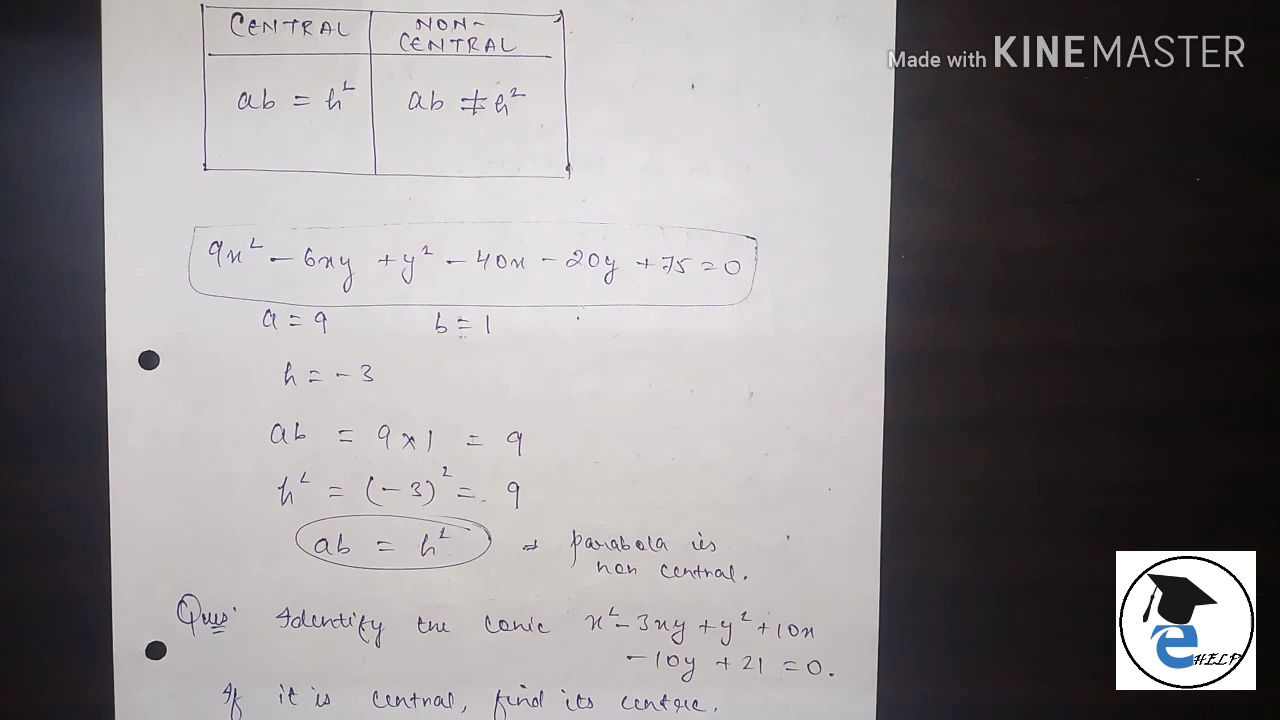 CENTRAL NON-CENTRAL
ab = h² ab ≠ h²
Made with KINEMASTER
9x² - 6xy + y² - 40x - 20y + 75 = 0
a = 9 b = 1
h = -3
ab = 9 × 1 = 9
h² = (-3)² = 9
ab = h² ⇒ parabola is
non central.
Ques: Identify the conic x² - 3xy + y² + 10x
- 10y + 21 = 0.
If it is central, find its centre.
e HELP